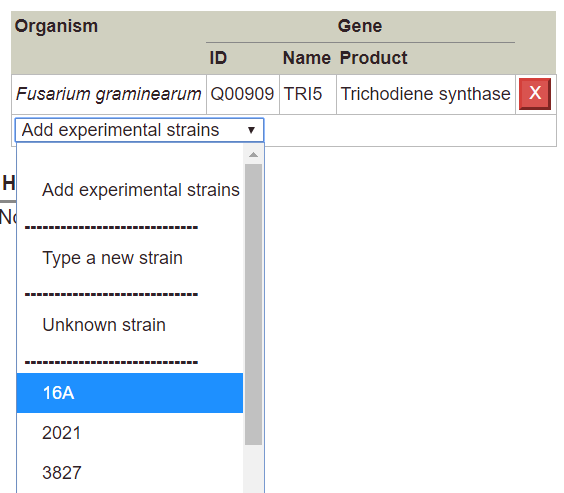 Organism Gene
ID Name Product
Fusarium graminearum Q00909 TRI5 Trichodiene synthase X
Add experimental strains
H
No
Add experimental strains
-----------------------------
Type a new strain
-----------------------------
Unknown strain
-----------------------------
16A
2021
3827